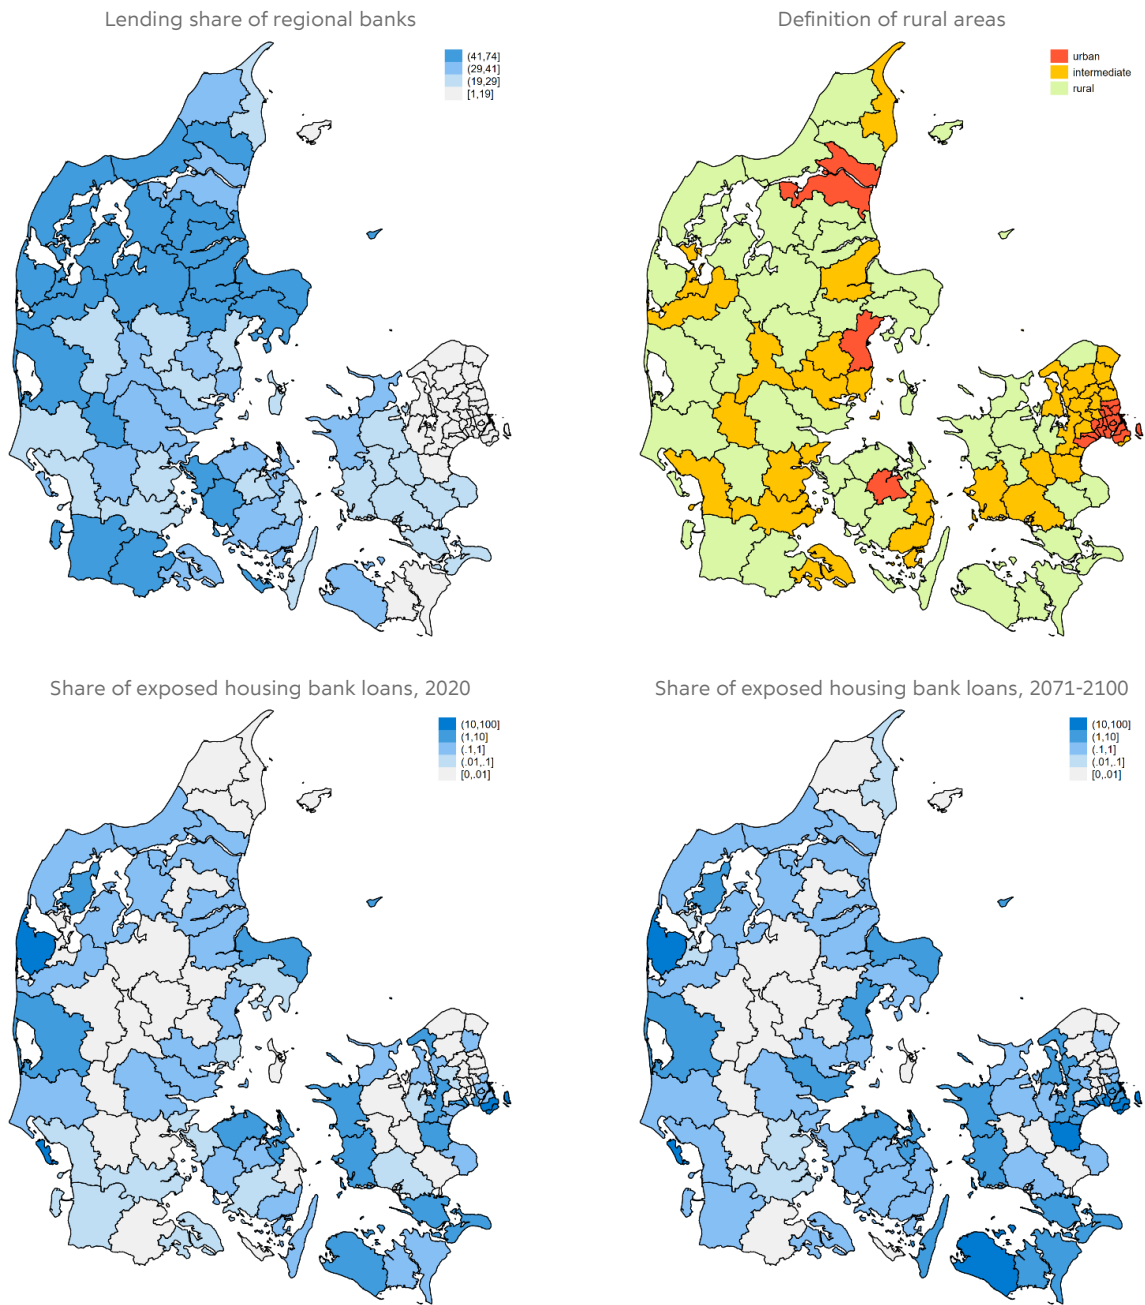 Lending share of regional banks
(41,74]
(29,41]
(19,29]
[1,19]
Definition of rural areas
urban
intermediate
rural
Share of exposed housing bank loans, 2020
(10,100]
(1,10]
(.1,1]
(.01,.1]
[0,.01]
Share of exposed housing bank loans, 2071-2100
(10,100]
(1,10]
(.1,1]
(.01,.1]
[0,.01]